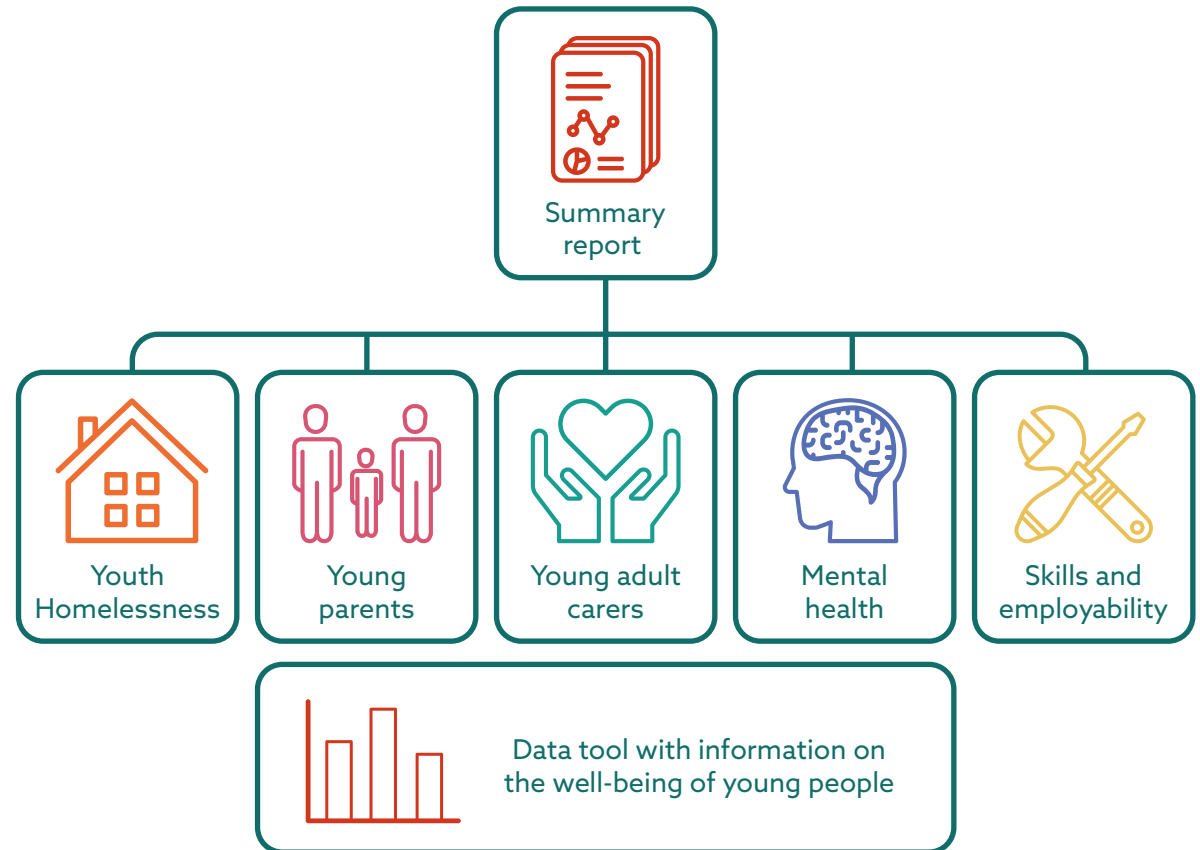 Summary
report
Youth
Homelessness
Young
parents
Young adult
carers
Mental
health
Skills and
employability
Data tool with information on
the well-being of young people